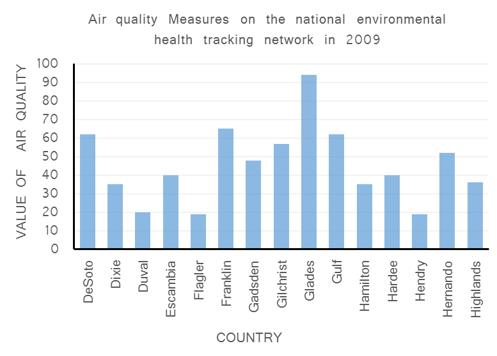 Air quality Measures on the national environmental
health tracking network in 2009
VALUE OF AIR QUALITY
100
90
80
70
60
50
40
30
20
10
0
DeSoto
Dixie
Duval
Escambia
Flagler
Franklin
Gadsden
Gilchrist
Glades
Gulf
Hamilton
Hardee
Hendry
Hernando
Highlands
COUNTRY